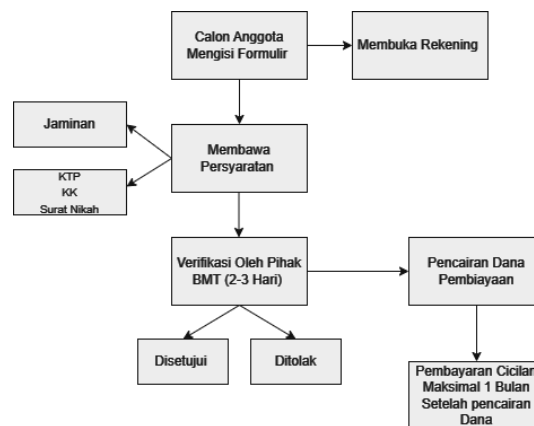 Calon Anggota
Mengisi Formulir
Membuka Rekening
Jaminan
Membawa
Persyaratan
KTP
KK
Surat Nikah
Verifikasi Oleh Pihak
BMT (2-3 Hari)
Pencairan Dana
Pembiayaan
Disetujui
Ditolak
Pembayaran Cicilan
Maksimal 1 Bulan
Setelah pencairan
Dana